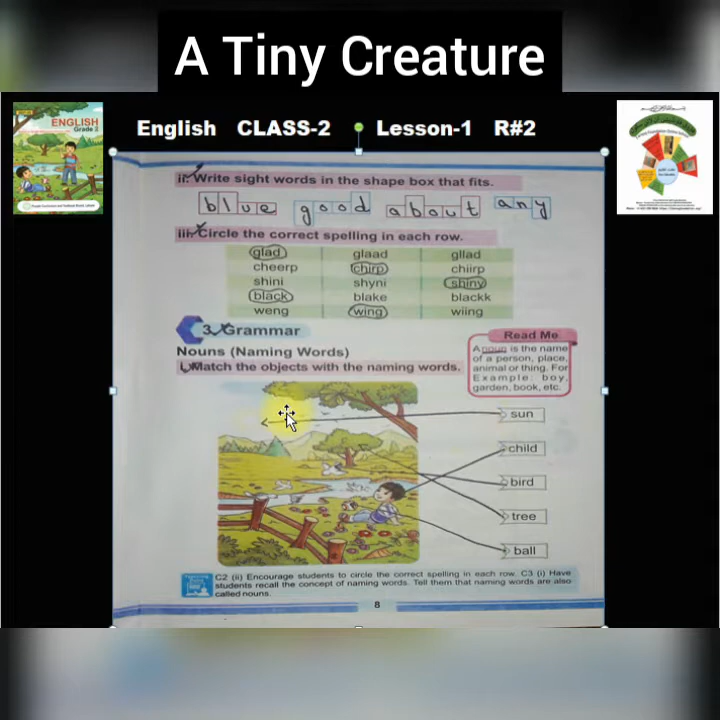 A Tiny Creature
ENGLISH
Grade 2
English CLASS-2 Lesson-1 R#2
ii. Write sight words in the shape box that fits.
blue good about any
iii. Circle the correct spelling in each row.
glad glaad gllad
cheerp chirp chiirp
shini shyni shiny
black blake blackk
weng wing wiing
3. Grammar
Nouns (Naming Words)
i. Match the objects with the naming words.
Read Me
A noun is the name
of a person, place,
animal or thing. For
Example: boy,
garden, book, etc.
sun
child
bird
tree
ball
C2 (ii) Encourage students to circle the correct spelling in each row. C3 (i) Have
students recall the concept of naming words. Tell them that naming words are also
called nouns.
8